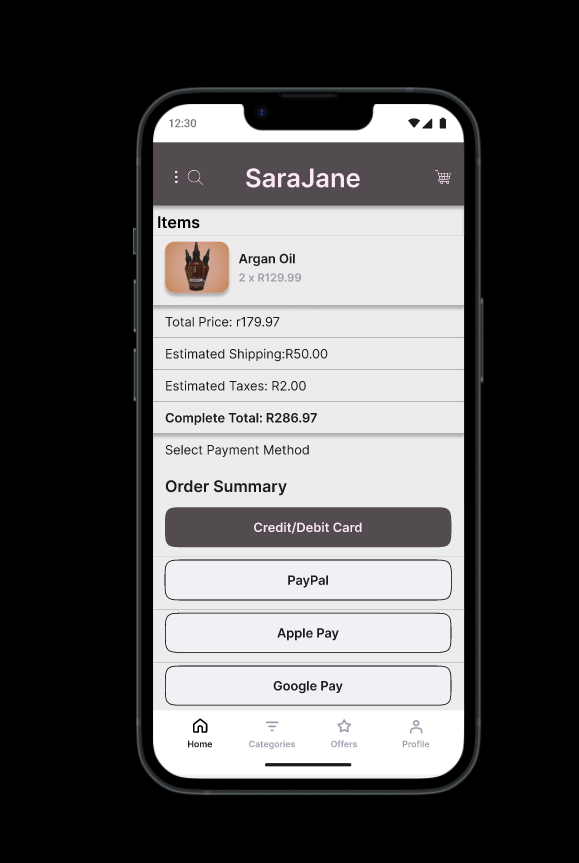 12:30
SaraJane
Items
Argan Oil
2 x R129.99
Total Price: r179.97
Estimated Shipping:R50.00
Estimated Taxes: R2.00
Complete Total: R286.97
Select Payment Method
Order Summary
Credit/Debit Card
PayPal
Apple Pay
Google Pay
Home Categories Offers Profile